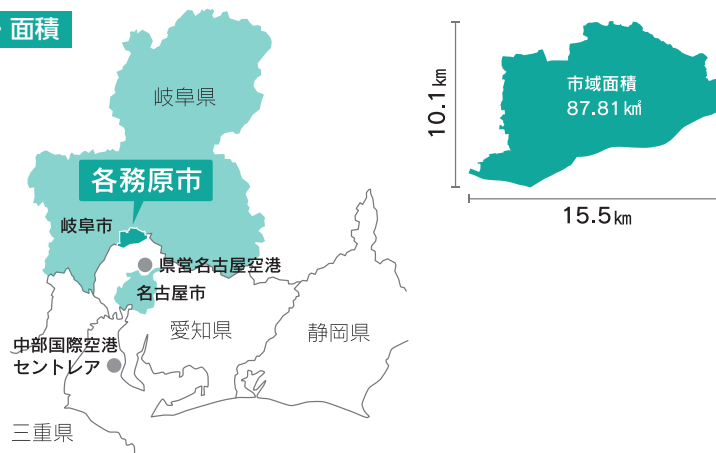 ・面積
岐阜県
各務原市
岐阜市
県営名古屋空港
名古屋市
愛知県
静岡県
中部国際空港
セントレア
三重県
市域面積
87.81㎢
10.1km
15.5km